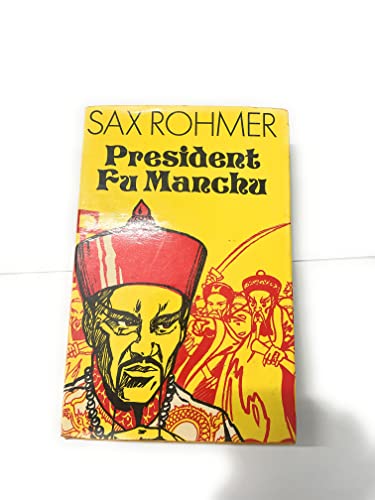 SAX ROHMER
President
Fu Manchu